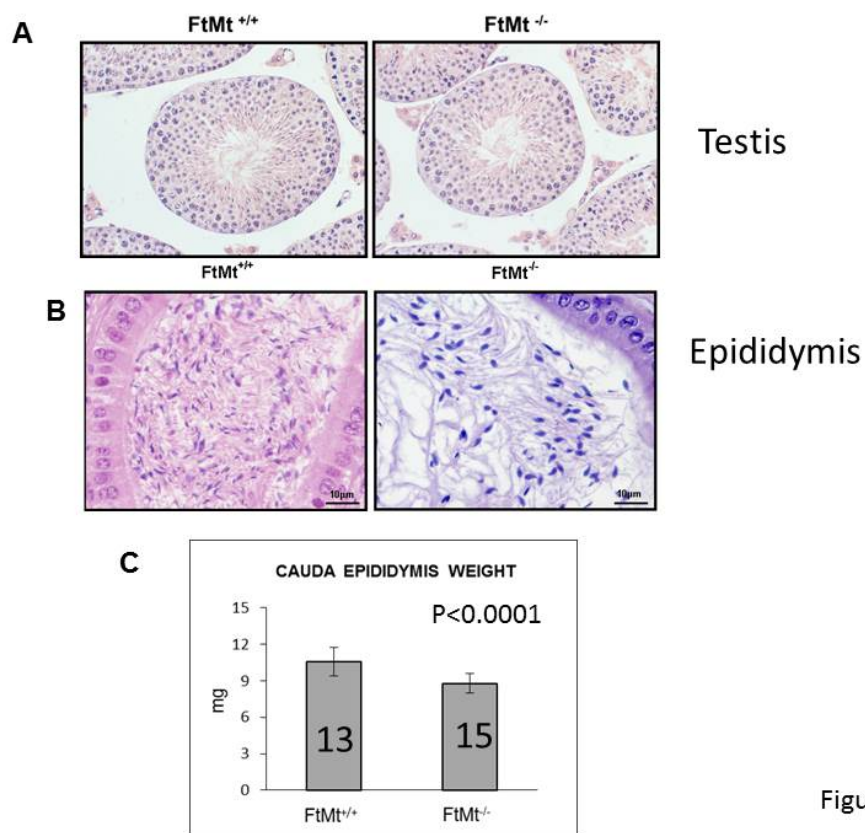 A
FtMt +/+
FtMt -/-
Testis
FtMt+/+
FtMt-/-
B
Epididymis
10µm
10µm
C
CAUDA EPIDIDYMIS WEIGHT
P<0.0001
15
12
9
6
3
0
mg
13
15
FtMt+/+
FtMt-/-
Figu